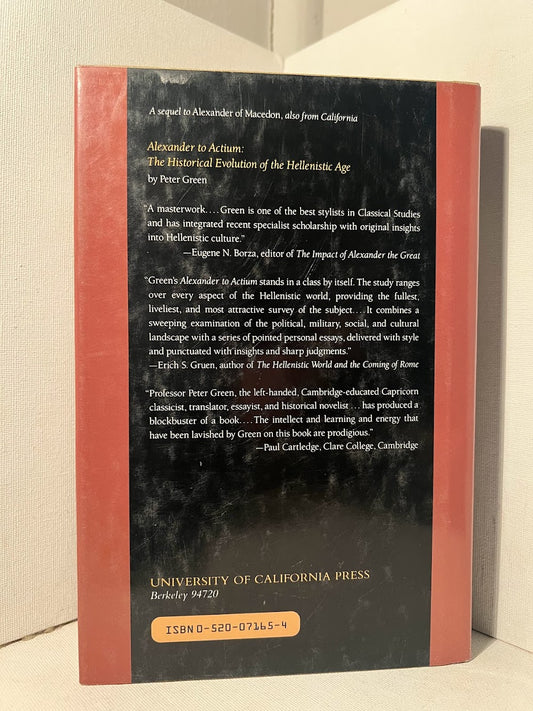 A sequel to Alexander of Macedon, also from California
Alexander to Actium:
The Historical Evolution of the Hellenistic Age
by Peter Green
"A masterwork.... Green is one of the best stylists in Classical Studies
and has integrated recent specialist scholarship with original insights
into Hellenistic culture."
—Eugene N. Borza, editor of The Impact of Alexander the Great
"Green's Alexander to Actium stands in a class by itself. The study ranges
over every aspect of the Hellenistic world, providing the fullest,
liveliest, and most attractive survey of the subject.... It combines a
sweeping examination of the political, military, social, and cultural
landscape with a series of pointed personal essays, delivered with style
and punctuated with insights and sharp judgments."
—Erich S. Gruen, author of The Hellenistic World and the Coming of Rome
"Professor Peter Green, the left-handed, Cambridge-educated Capricorn
classicist, translator, essayist, and historical novelist ... has produced a
blockbuster of a book.... The intellect and learning and energy that
have been lavished by Green on this book are prodigious."
—Paul Cartledge, Clare College, Cambridge
UNIVERSITY OF CALIFORNIA PRESS
Berkeley 94720
ISBN 0-520-07165-4